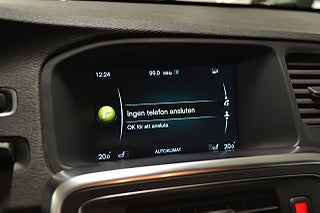 12:24 99.0 MHz
Ingen telefon ansluten
OK för att ansluta
AUTOKLIMAT
20.0° 20.0°